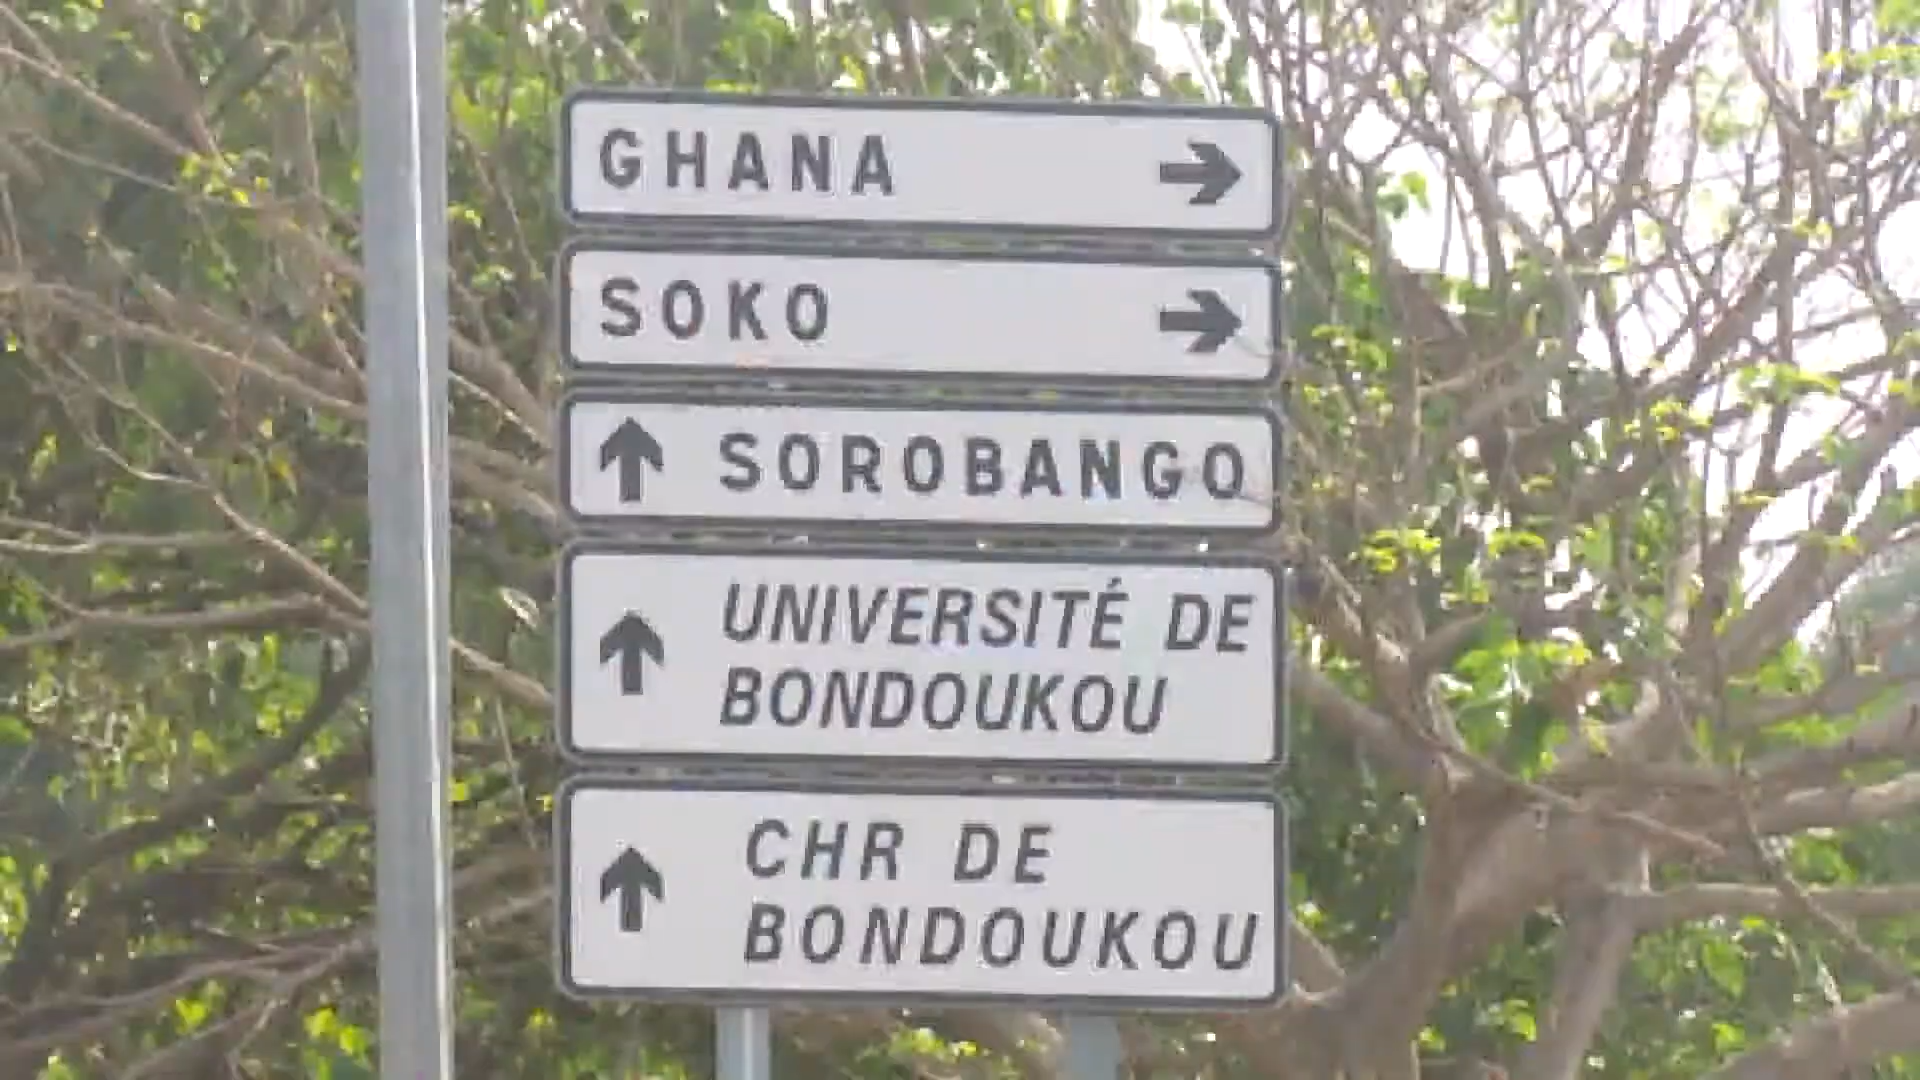 GHANA
SOKO
SOROBANGO
UNIVERSITÉ DE
BONDOUKOU
CHR DE
BONDOUKOU